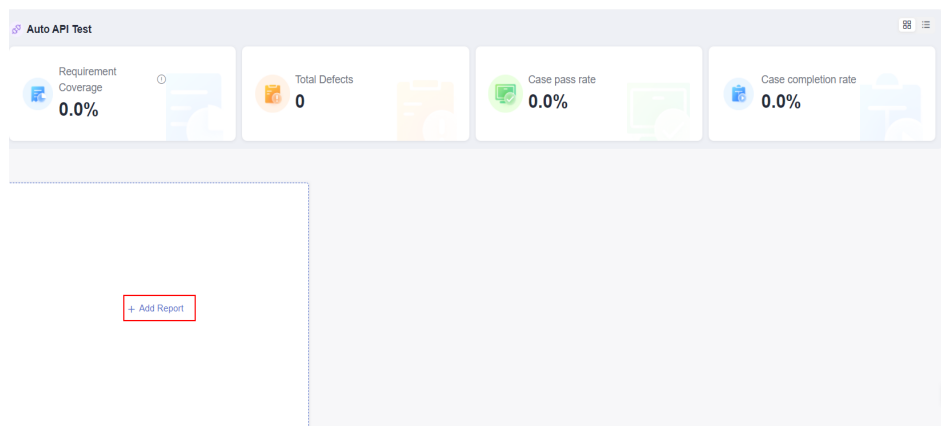 Auto API Test
Requirement
Coverage
0.0%
Total Defects
0
Case pass rate
0.0%
Case completion rate
0.0%
+ Add Report